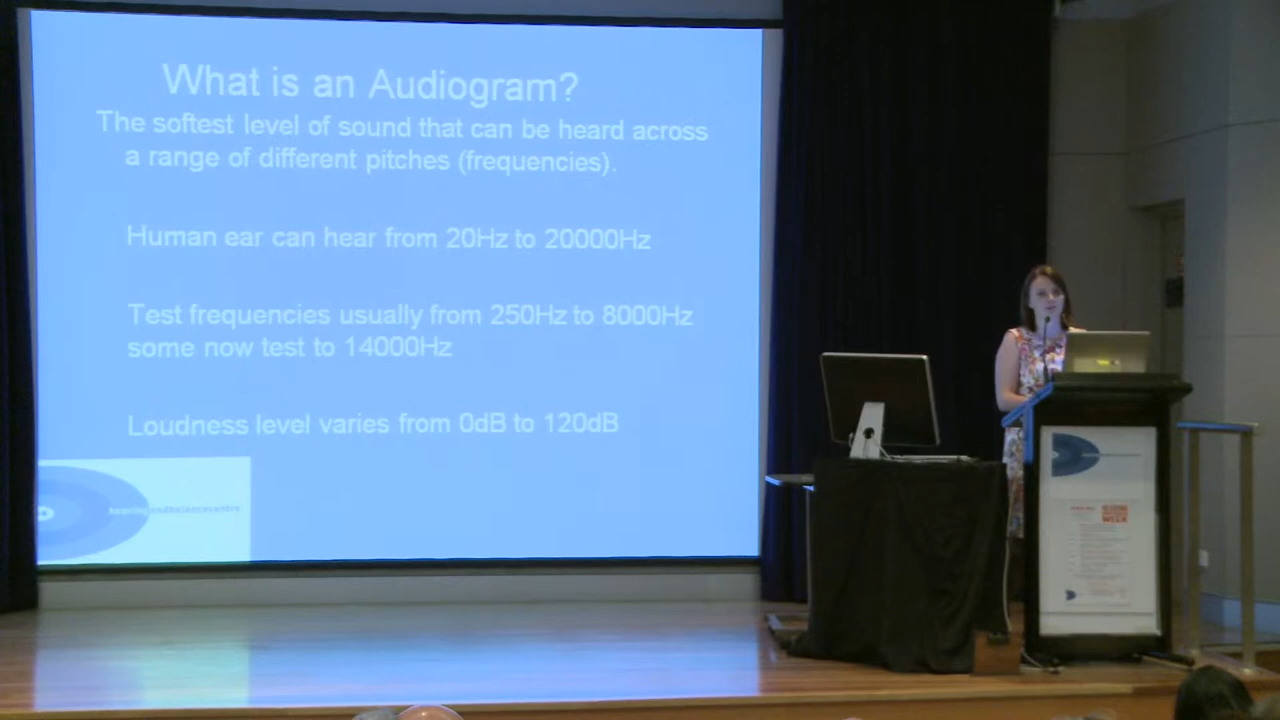 What is an Audiogram?
The softest level of sound that can be heard across
a range of different pitches (frequencies).
Human ear can hear from 20Hz to 20000Hz
Test frequencies usually from 250Hz to 8000Hz
some now test to 14000Hz
Loudness level varies from 0dB to 120dB
hearingandbalancecentre
WEEK